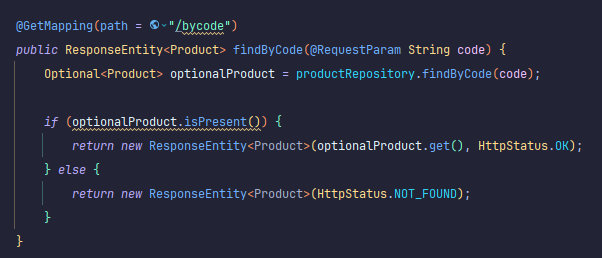 @GetMapping(path = "/bycode")
public ResponseEntity<Product> findByCode(@RequestParam String code) {
Optional<Product> optionalProduct = productRepository.findByCode(code);
if (optionalProduct.isPresent()) {
return new ResponseEntity<Product>(optionalProduct.get(), HttpStatus.OK);
} else {
return new ResponseEntity<Product>(HttpStatus.NOT_FOUND);
}
}